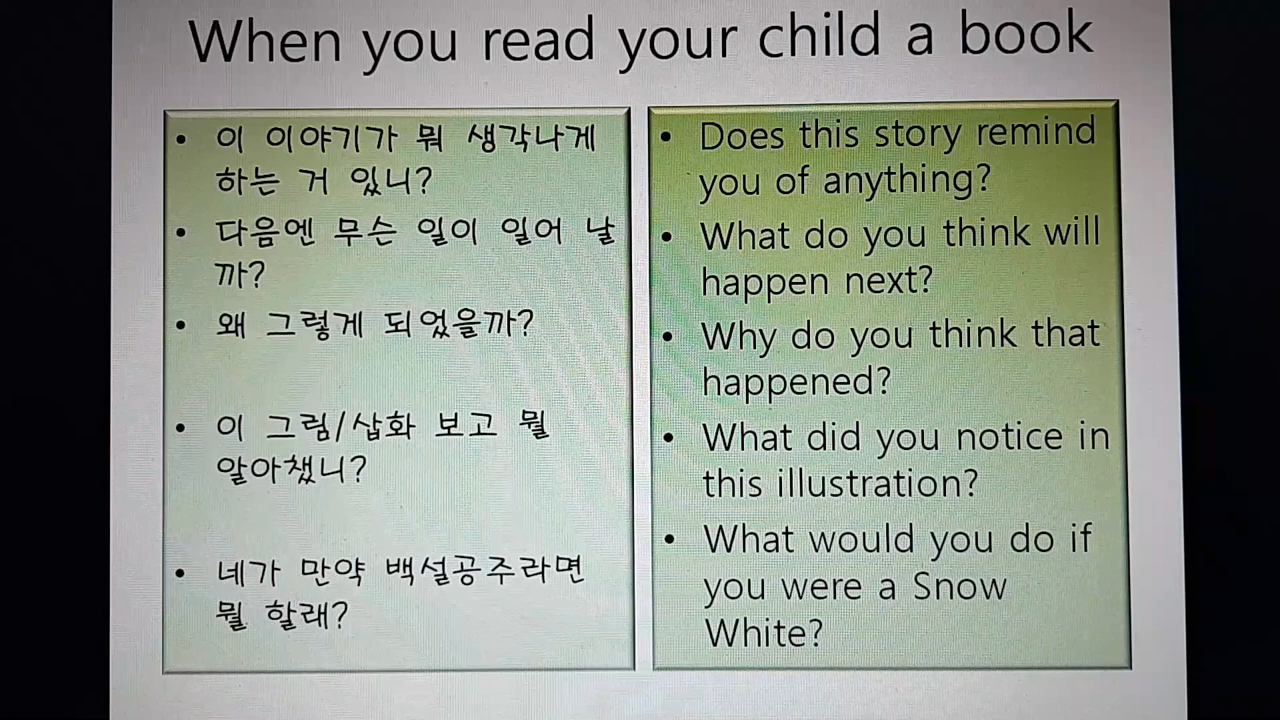 When you read your child a book
• 이 이야기가 뭐 생각나게
하는 거 있니?
• 다음엔 무슨 일이 일어 날
까?
• 왜 그렇게 되었을까?
• 이 그림/삽화 보고 뭘
알아챘니?
• 네가 만약 백설공주라면
뭘 할래?
• Does this story remind
you of anything?
• What do you think will
happen next?
• Why do you think that
happened?
• What did you notice in
this illustration?
• What would you do if
you were a Snow
White?